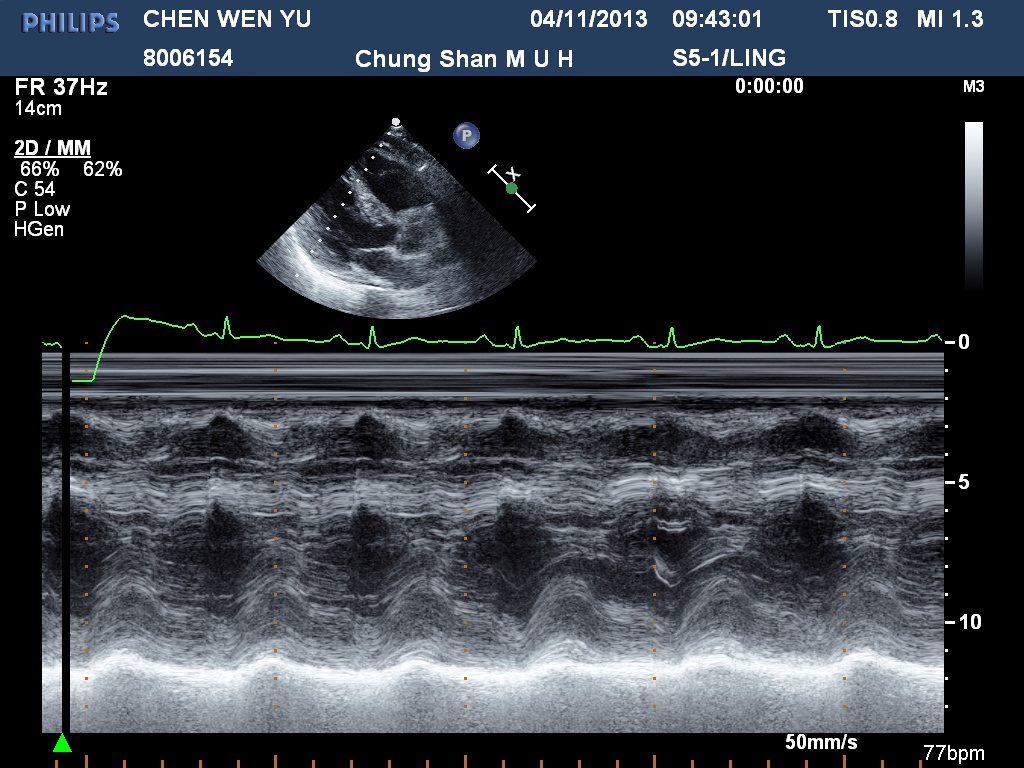 PHILIPS CHEN WEN YU 04/11/2013 09:43:01 TIS0.8 MI 1.3
8006154 Chung Shan M U H S5-1/LING
FR 37Hz 0:00:00 M3
14cm
P
X
2D / MM
66% 62%
C 54
P Low
HGen
0
5
10
50mm/s
77bpm